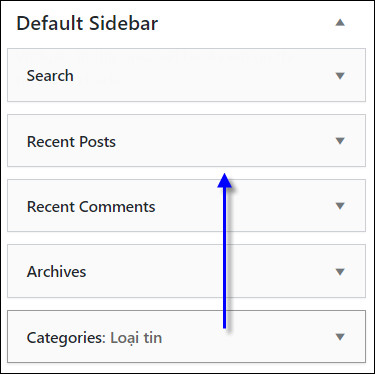 Default Sidebar
Search
Recent Posts
Recent Comments
Archives
Categories: Loại tin